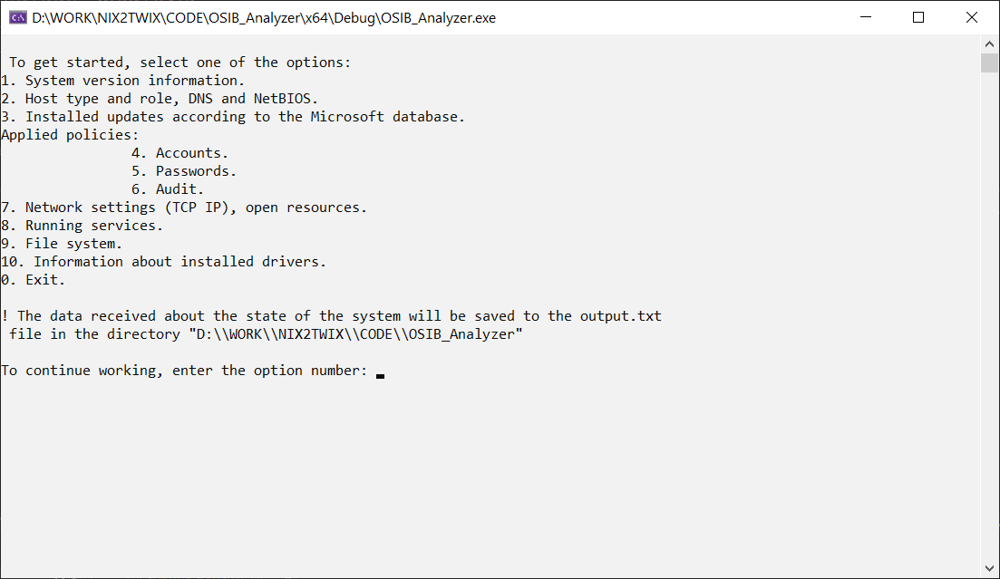 D:\WORK\NIX2TWIX\CODE\OSIB_Analyzer\x64\Debug\OSIB_Analyzer.exe
To get started, select one of the options:
1. System version information.
2. Host type and role, DNS and NetBIOS.
3. Installed updates according to the Microsoft database.
Applied policies:
4. Accounts.
5. Passwords.
6. Audit.
7. Network settings (TCP IP), open resources.
8. Running services.
9. File system.
10. Information about installed drivers.
0. Exit.
! The data received about the state of the system will be saved to the output.txt
file in the directory "D:\\WORK\\NIX2TWIX\\CODE\\OSIB_Analyzer"
To continue working, enter the option number: